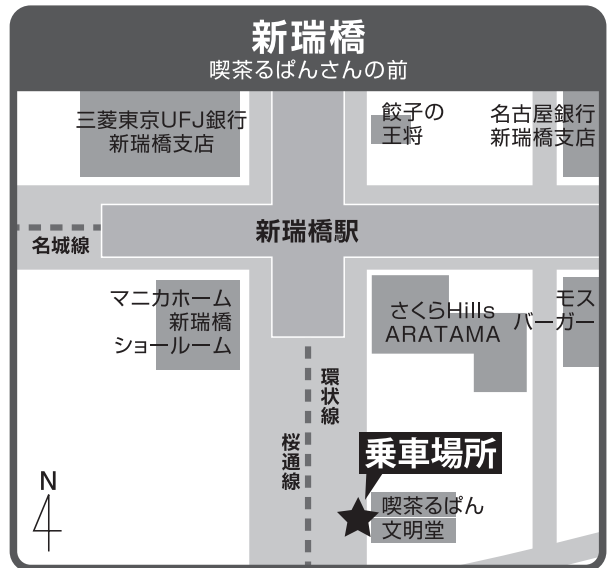 新瑞橋
喫茶るぱんさんの前
三菱東京UFJ銀行
新瑞橋支店
餃子の
王将
名古屋銀行
新瑞橋支店
名城線
新瑞橋駅
マニカホーム
新瑞橋
ショールーム
さくらHills
ARATAMA
モス
バーガー
環状線
桜通線
乗車場所
喫茶るぱん
文明堂
N